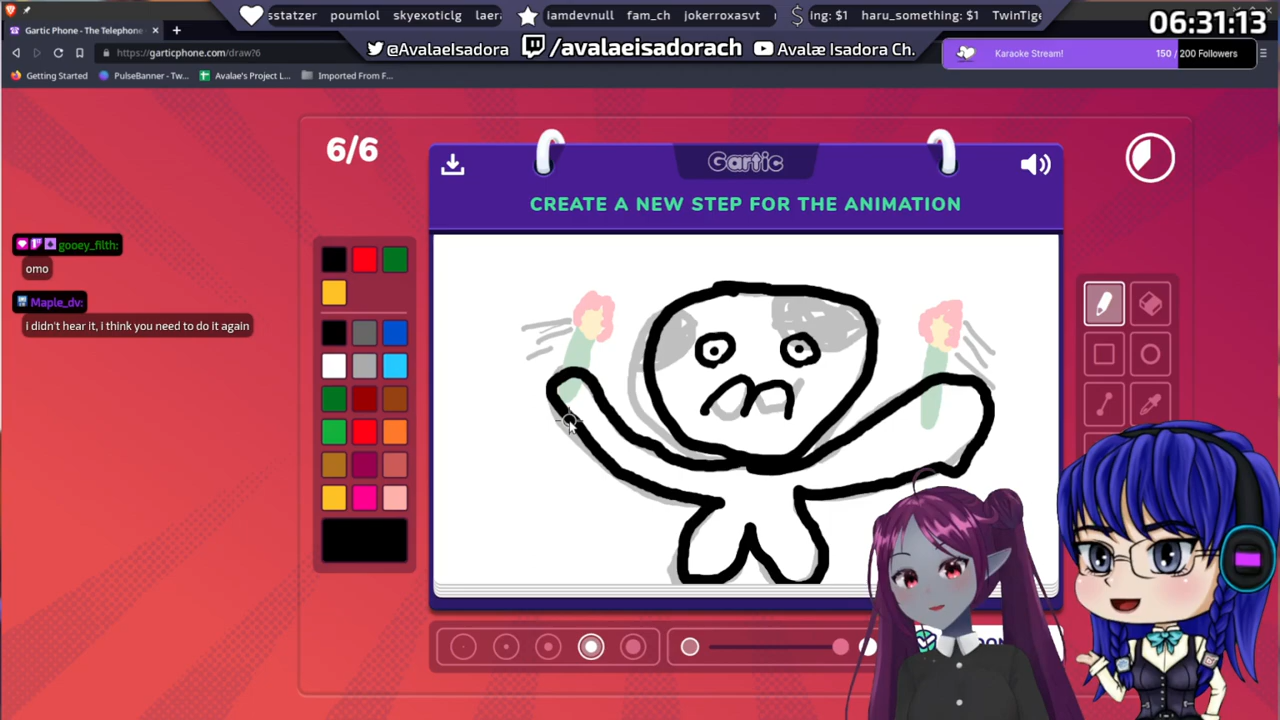 sstatzer poumlol skyexoticlg laera
iamdevnull fam_ch jokerroxasvt
ing: $1 haru_something: $1 TwinTige
06:31:13
Gartic Phone - The Telephone
@AvalaeIsadora /avalaeisadorach Avalæ Isadora Ch.
https://garticphone.com/draw?6
Karaoke Stream! 150 / 200 Followers
Getting Started PulseBanner - Tw... Avalae's Project L... Imported From F...
6/6
Gartic
CREATE A NEW STEP FOR THE ANIMATION
gooey_filth:
omo
Maple_dv:
i didn't hear it, i think you need to do it again